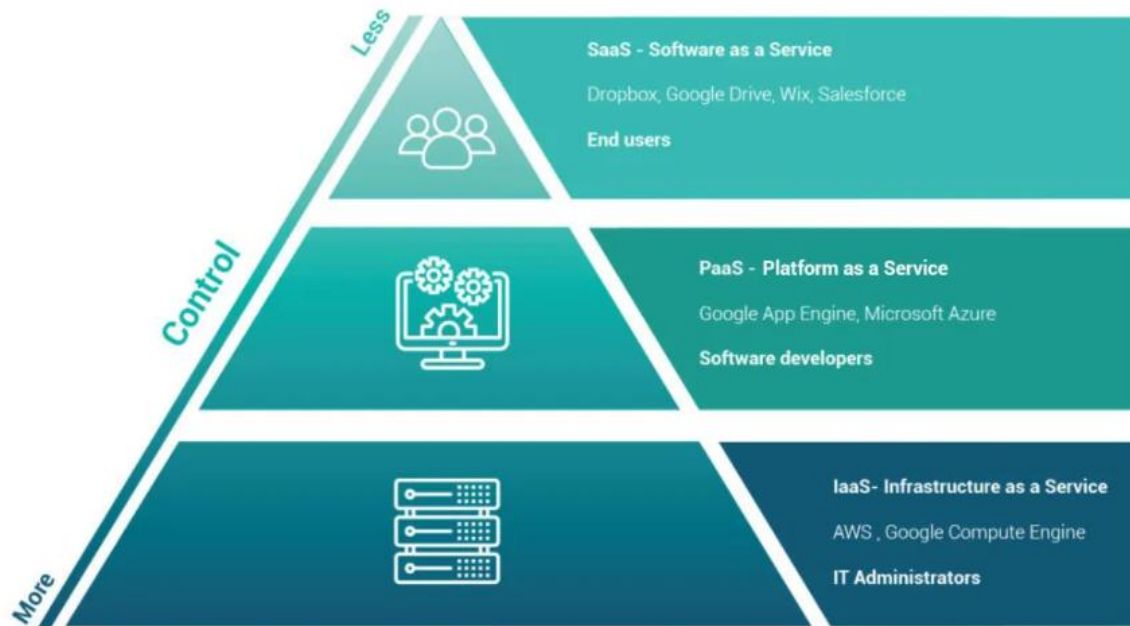 Less
Control
More
SaaS - Software as a Service
Dropbox, Google Drive, Wix, Salesforce
End users
PaaS - Platform as a Service
Google App Engine, Microsoft Azure
Software developers
IaaS- Infrastructure as a Service
AWS , Google Compute Engine
IT Administrators